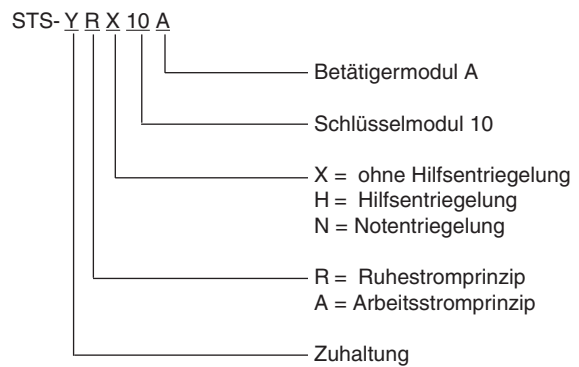 STS- Y R X 10 A
Betätigermodul A
Schlüsselmodul 10
X = ohne Hilfsentriegelung
H = Hilfsentriegelung
N = Notentriegelung
R = Ruhestromprinzip
A = Arbeitsstromprinzip
Zuhaltung